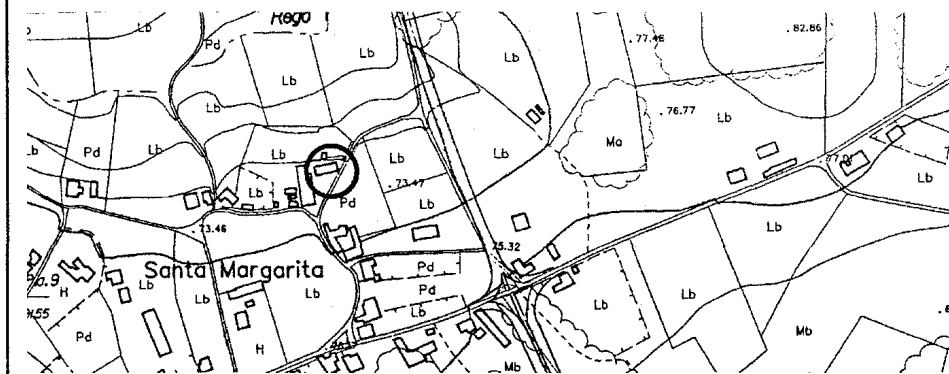 Rego
Pd
Lb
Lb
. 77.46
. 82.86
Lb
Lb
. 76.77
Lb
Lb
Pd
Lb
Lb
Lb
Ma
Lb
. 73.47
Pd
Lb
Lb
. 73.46
75.32
Santa Margarita
Pd
Pd
Lb
H
Lb
Lb
Lb
Lb
Lb
Mb
Pd
H
Mb